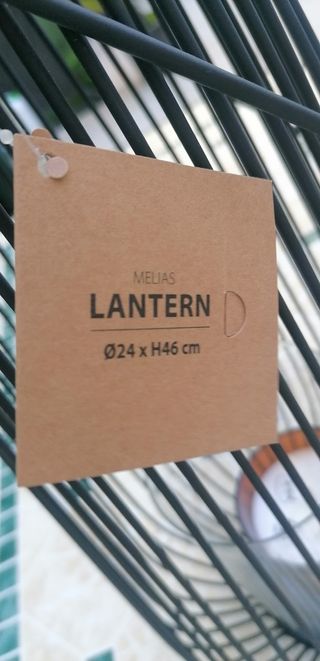 MELIAS
LANTERN
Ø24 x H46 cm